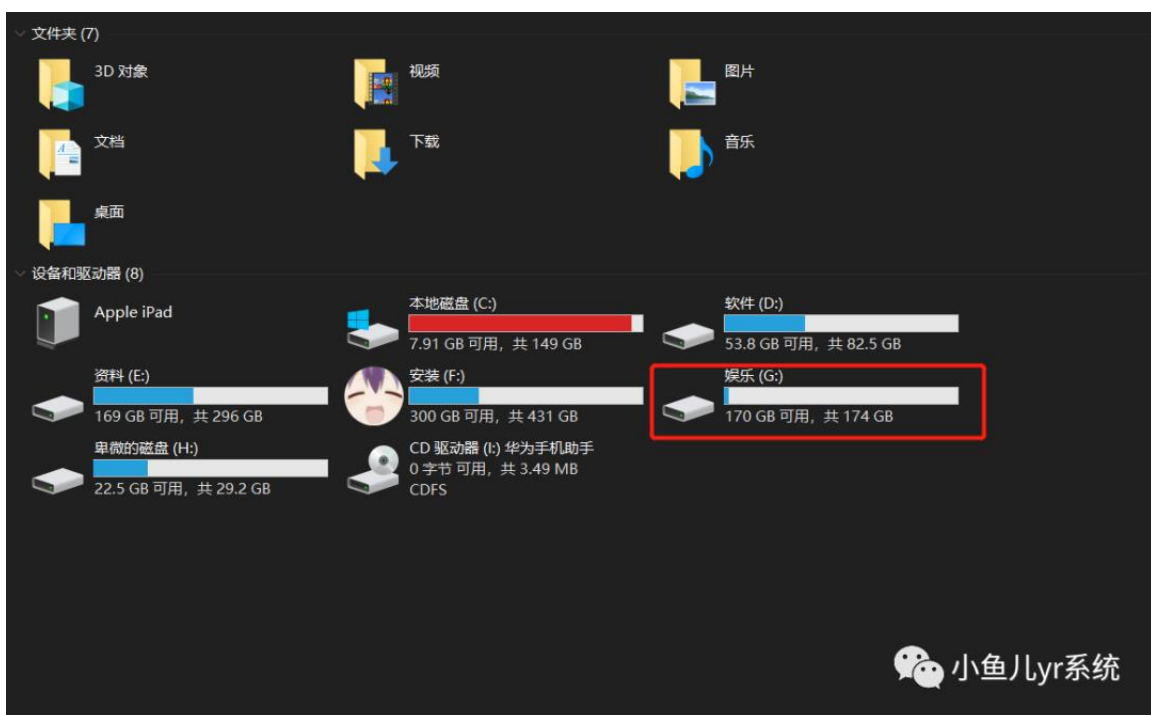 文件夹 (7)
3D 对象
视频
图片
文档
下载
音乐
桌面
设备和驱动器 (8)
Apple iPad
本地磁盘 (C:)
7.91 GB 可用，共 149 GB
软件 (D:)
53.8 GB 可用，共 82.5 GB
资料 (E:)
169 GB 可用，共 296 GB
安装 (F:)
300 GB 可用，共 431 GB
娱乐 (G:)
170 GB 可用，共 174 GB
卑微的磁盘 (H:)
22.5 GB 可用，共 29.2 GB
CD 驱动器 (I:) 华为手机助手
0 字节 可用，共 3.49 MB
CDFS
小鱼儿yr系统